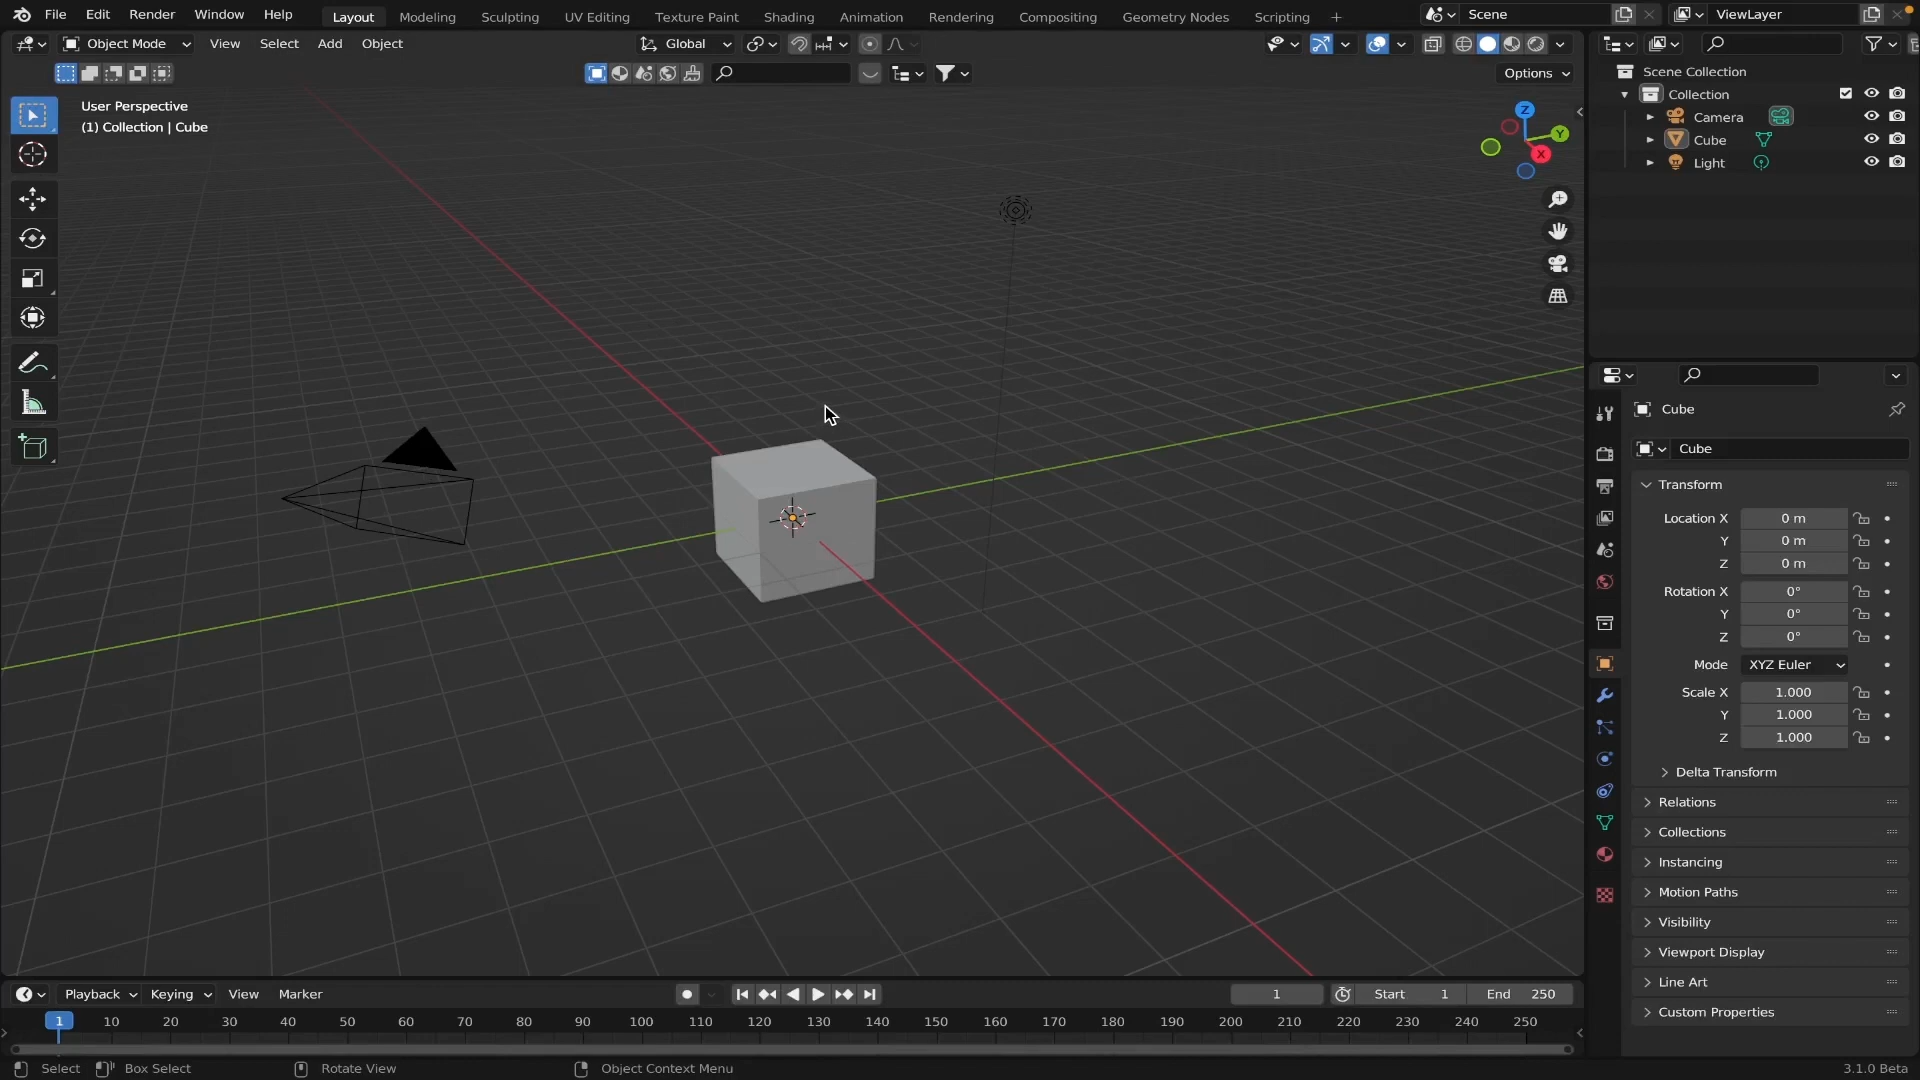 File Edit Render Window Help Layout Modeling Sculpting UV Editing Texture Paint Shading Animation Rendering Compositing Geometry Nodes Scripting + Scene ViewLayer
Object Mode View Select Add Object Global
Options
User Perspective
(1) Collection | Cube
Z
Y
X
Scene Collection
Collection
Camera
Cube
Light
Cube
Cube
Transform
Location X 0 m
Y 0 m
Z 0 m
Rotation X 0°
Y 0°
Z 0°
Mode XYZ Euler
Scale X 1.000
Y 1.000
Z 1.000
Delta Transform
Relations
Collections
Instancing
Motion Paths
Visibility
Viewport Display
Line Art
Custom Properties
Playback Keying View Marker 1 Start 1 End 250
1 10 20 30 40 50 60 70 80 90 100 110 120 130 140 150 160 170 180 190 200 210 220 230 240 250
Select Box Select Rotate View Object Context Menu 3.1.0 Beta